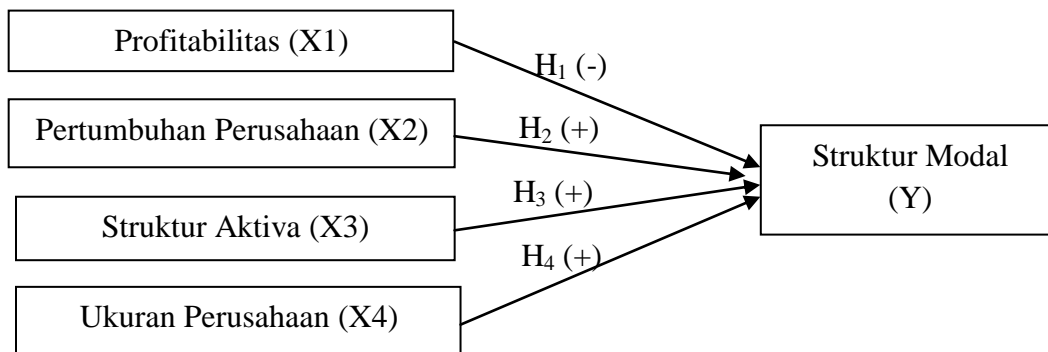 Profitabilitas (X1)
H₁ (-)
Pertumbuhan Perusahaan (X2)
H₂ (+)
Struktur Modal
(Y)
H₃ (+)
Struktur Aktiva (X3)
H₄ (+)
Ukuran Perusahaan (X4)